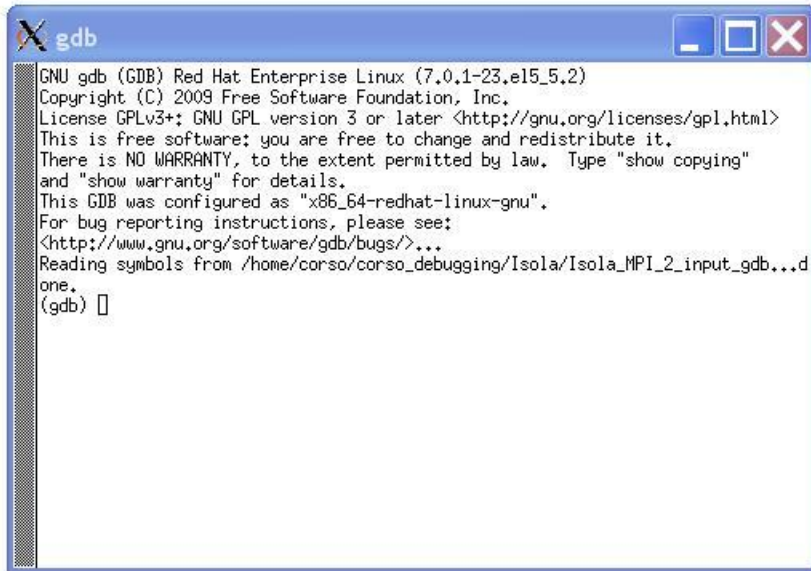 gdb
GNU gdb (GDB) Red Hat Enterprise Linux (7.0.1-23.el5_5.2)
Copyright (C) 2009 Free Software Foundation, Inc.
License GPLv3+: GNU GPL version 3 or later <http://gnu.org/licenses/gpl.html>
This is free software: you are free to change and redistribute it.
There is NO WARRANTY, to the extent permitted by law.  Type "show copying"
and "show warranty" for details.
This GDB was configured as "x86_64-redhat-linux-gnu".
For bug reporting instructions, please see:
<http://www.gnu.org/software/gdb/bugs/>...
Reading symbols from /home/corso/corso_debugging/Isola/Isola_MPI_2_input_gdb...d
one.
(gdb)